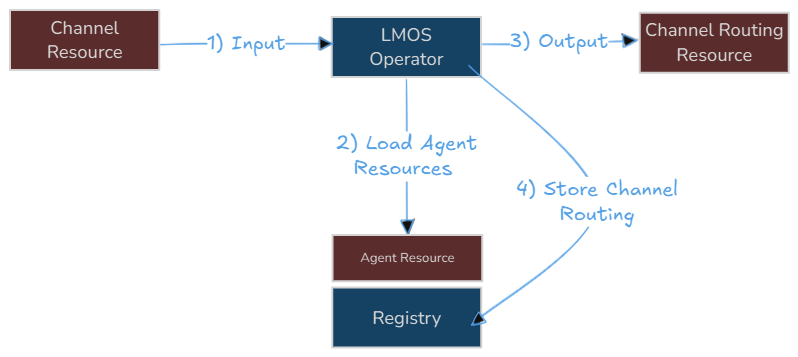 Channel
Resource
1) Input
LMOS
Operator
3) Output
Channel Routing
Resource
2) Load Agent
Resources
4) Store Channel
Routing
Agent Resource
Registry